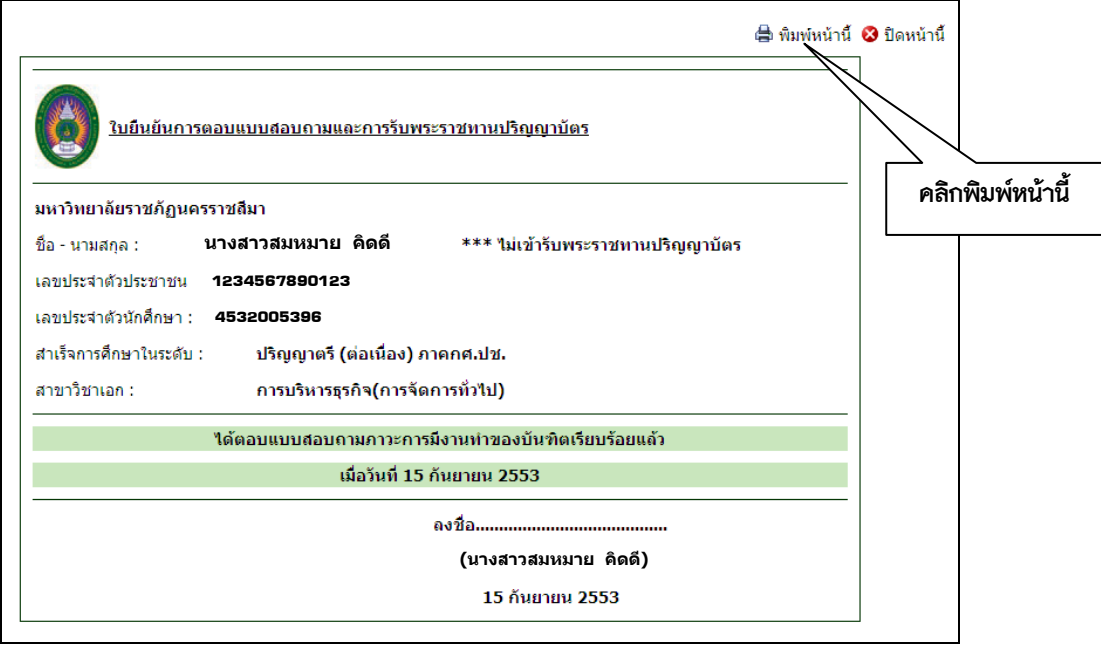 พิมพ์หน้านี้ ปิดหน้านี้
ใบยืนยันการตอบแบบสอบถามและการรับพระราชทานปริญญาบัตร
คลิกพิมพ์หน้านี้
มหาวิทยาลัยราชภัฏนครราชสีมา
ชื่อ - นามสกุล : นางสาวสมหมาย คิดดี *** ไม่เข้ารับพระราชทานปริญญาบัตร
เลขประจำตัวประชาชน 1234567890123
เลขประจำตัวนักศึกษา : 4532005396
สำเร็จการศึกษาในระดับ : ปริญญาตรี (ต่อเนื่อง) ภาคกศ.ปช.
สาขาวิชาเอก : การบริหารธุรกิจ(การจัดการทั่วไป)
ได้ตอบแบบสอบถามภาวะการมีงานทำของบัณฑิตเรียบร้อยแล้ว
เมื่อวันที่ 15 กันยายน 2553
ลงชื่อ.........................................
(นางสาวสมหมาย คิดดี)
15 กันยายน 2553